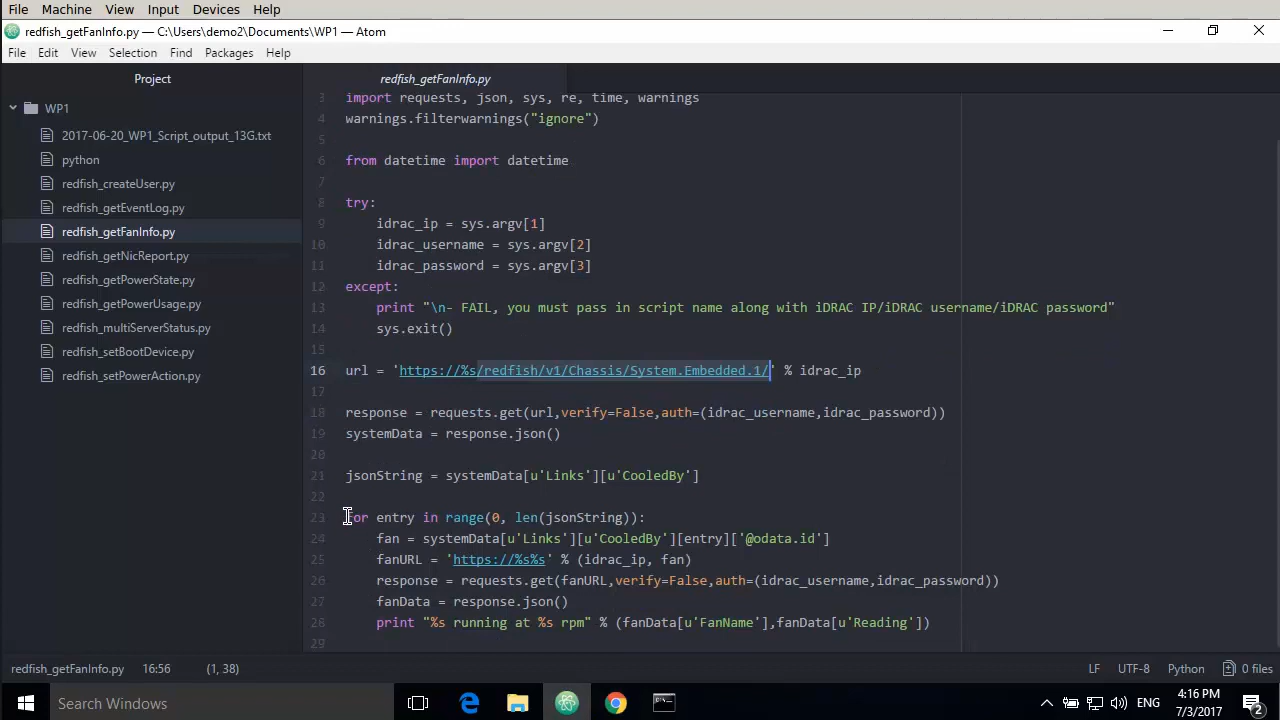 File Machine View Input Devices Help
redfish_getFanInfo.py — C:\Users\demo2\Documents\WP1 — Atom
File Edit View Selection Find Packages Help
Project
redfish_getFanInfo.py
WP1
2017-06-20_WP1_Script_output_13G.txt
python
redfish_createUser.py
redfish_getEventLog.py
redfish_getFanInfo.py
redfish_getNicReport.py
redfish_getPowerState.py
redfish_getPowerUsage.py
redfish_multiServerStatus.py
redfish_setBootDevice.py
redfish_setPowerAction.py
3 import requests, json, sys, re, time, warnings
4 warnings.filterwarnings("ignore")
5
6 from datetime import datetime
7
8 try:
9 idrac_ip = sys.argv[1]
10 idrac_username = sys.argv[2]
11 idrac_password = sys.argv[3]
12 except:
13 print "\n- FAIL, you must pass in script name along with iDRAC IP/iDRAC username/iDRAC password"
14 sys.exit()
15
16 url = 'https://%s/redfish/v1/Chassis/System.Embedded.1/' % idrac_ip
17
18 response = requests.get(url,verify=False,auth=(idrac_username,idrac_password))
19 systemData = response.json()
20
21 jsonString = systemData[u'Links'][u'CooledBy']
22
23 for entry in range(0, len(jsonString)):
24 fan = systemData[u'Links'][u'CooledBy'][entry]['@odata.id']
25 fanURL = 'https://%s%s' % (idrac_ip, fan)
26 response = requests.get(fanURL,verify=False,auth=(idrac_username,idrac_password))
27 fanData = response.json()
28 print "%s running at %s rpm" % (fanData[u'FanName'],fanData[u'Reading'])
29
redfish_getFanInfo.py 16:56 (1, 38) LF UTF-8 Python 0 files
Search Windows
ENG
4:16 PM
7/3/2017
2